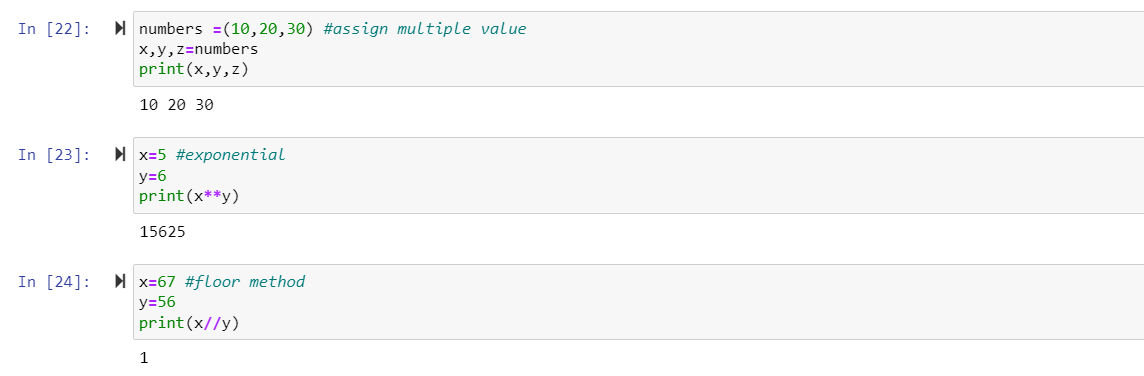 In [22]: numbers =(10,20,30) #assign multiple value
x,y,z=numbers
print(x,y,z)
10 20 30
In [23]: x=5 #exponential
y=6
print(x**y)
15625
In [24]: x=67 #floor method
y=56
print(x//y)
1